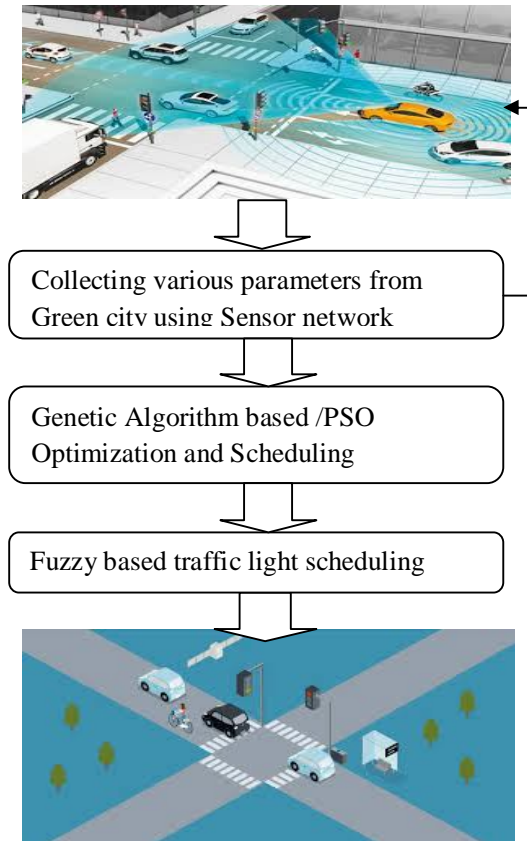 Collecting various parameters from
Green city using Sensor network
Genetic Algorithm based /PSO
Optimization and Scheduling
Fuzzy based traffic light scheduling